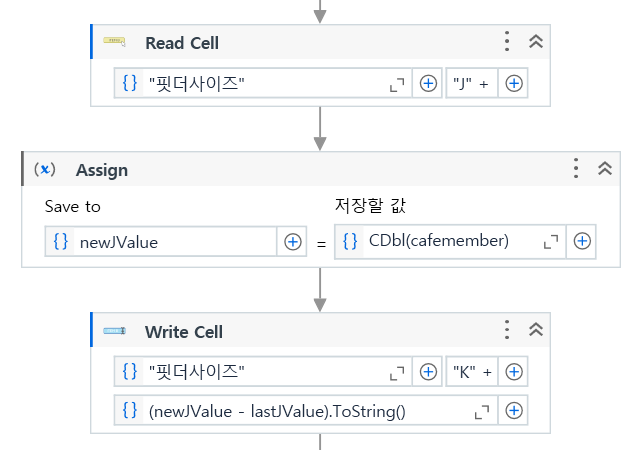 Read Cell
"핏더사이즈" "J" +
Assign
Save to 저장할 값
newJValue = CDbl(cafemember)
Write Cell
"핏더사이즈" "K" +
(newJValue - lastJValue).ToString()